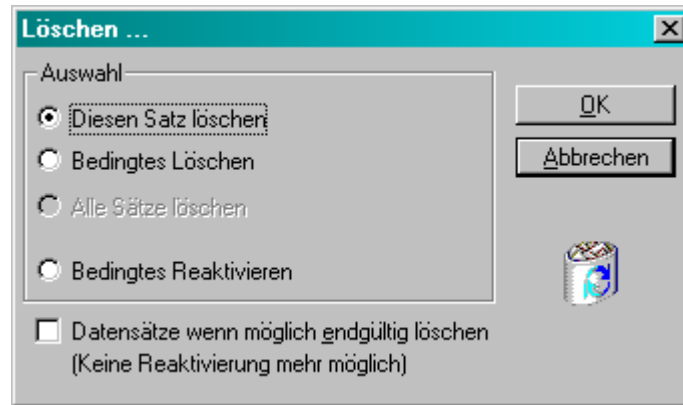 Löschen ...
Auswahl
Diesen Satz löschen
Bedingtes Löschen
Alle Sätze löschen
Bedingtes Reaktivieren
OK
Abbrechen
Datensätze wenn möglich endgültig löschen
(Keine Reaktivierung mehr möglich)